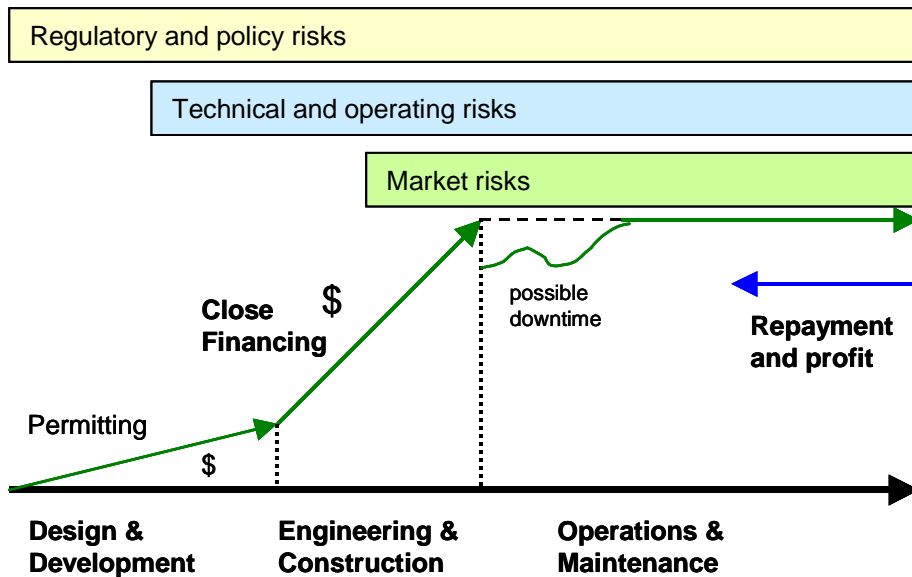 Regulatory and policy risks
Technical and operating risks
Market risks
$
Close
Financing
possible
downtime
Repayment
and profit
Permitting
$
Design &
Development
Engineering &
Construction
Operations &
Maintenance